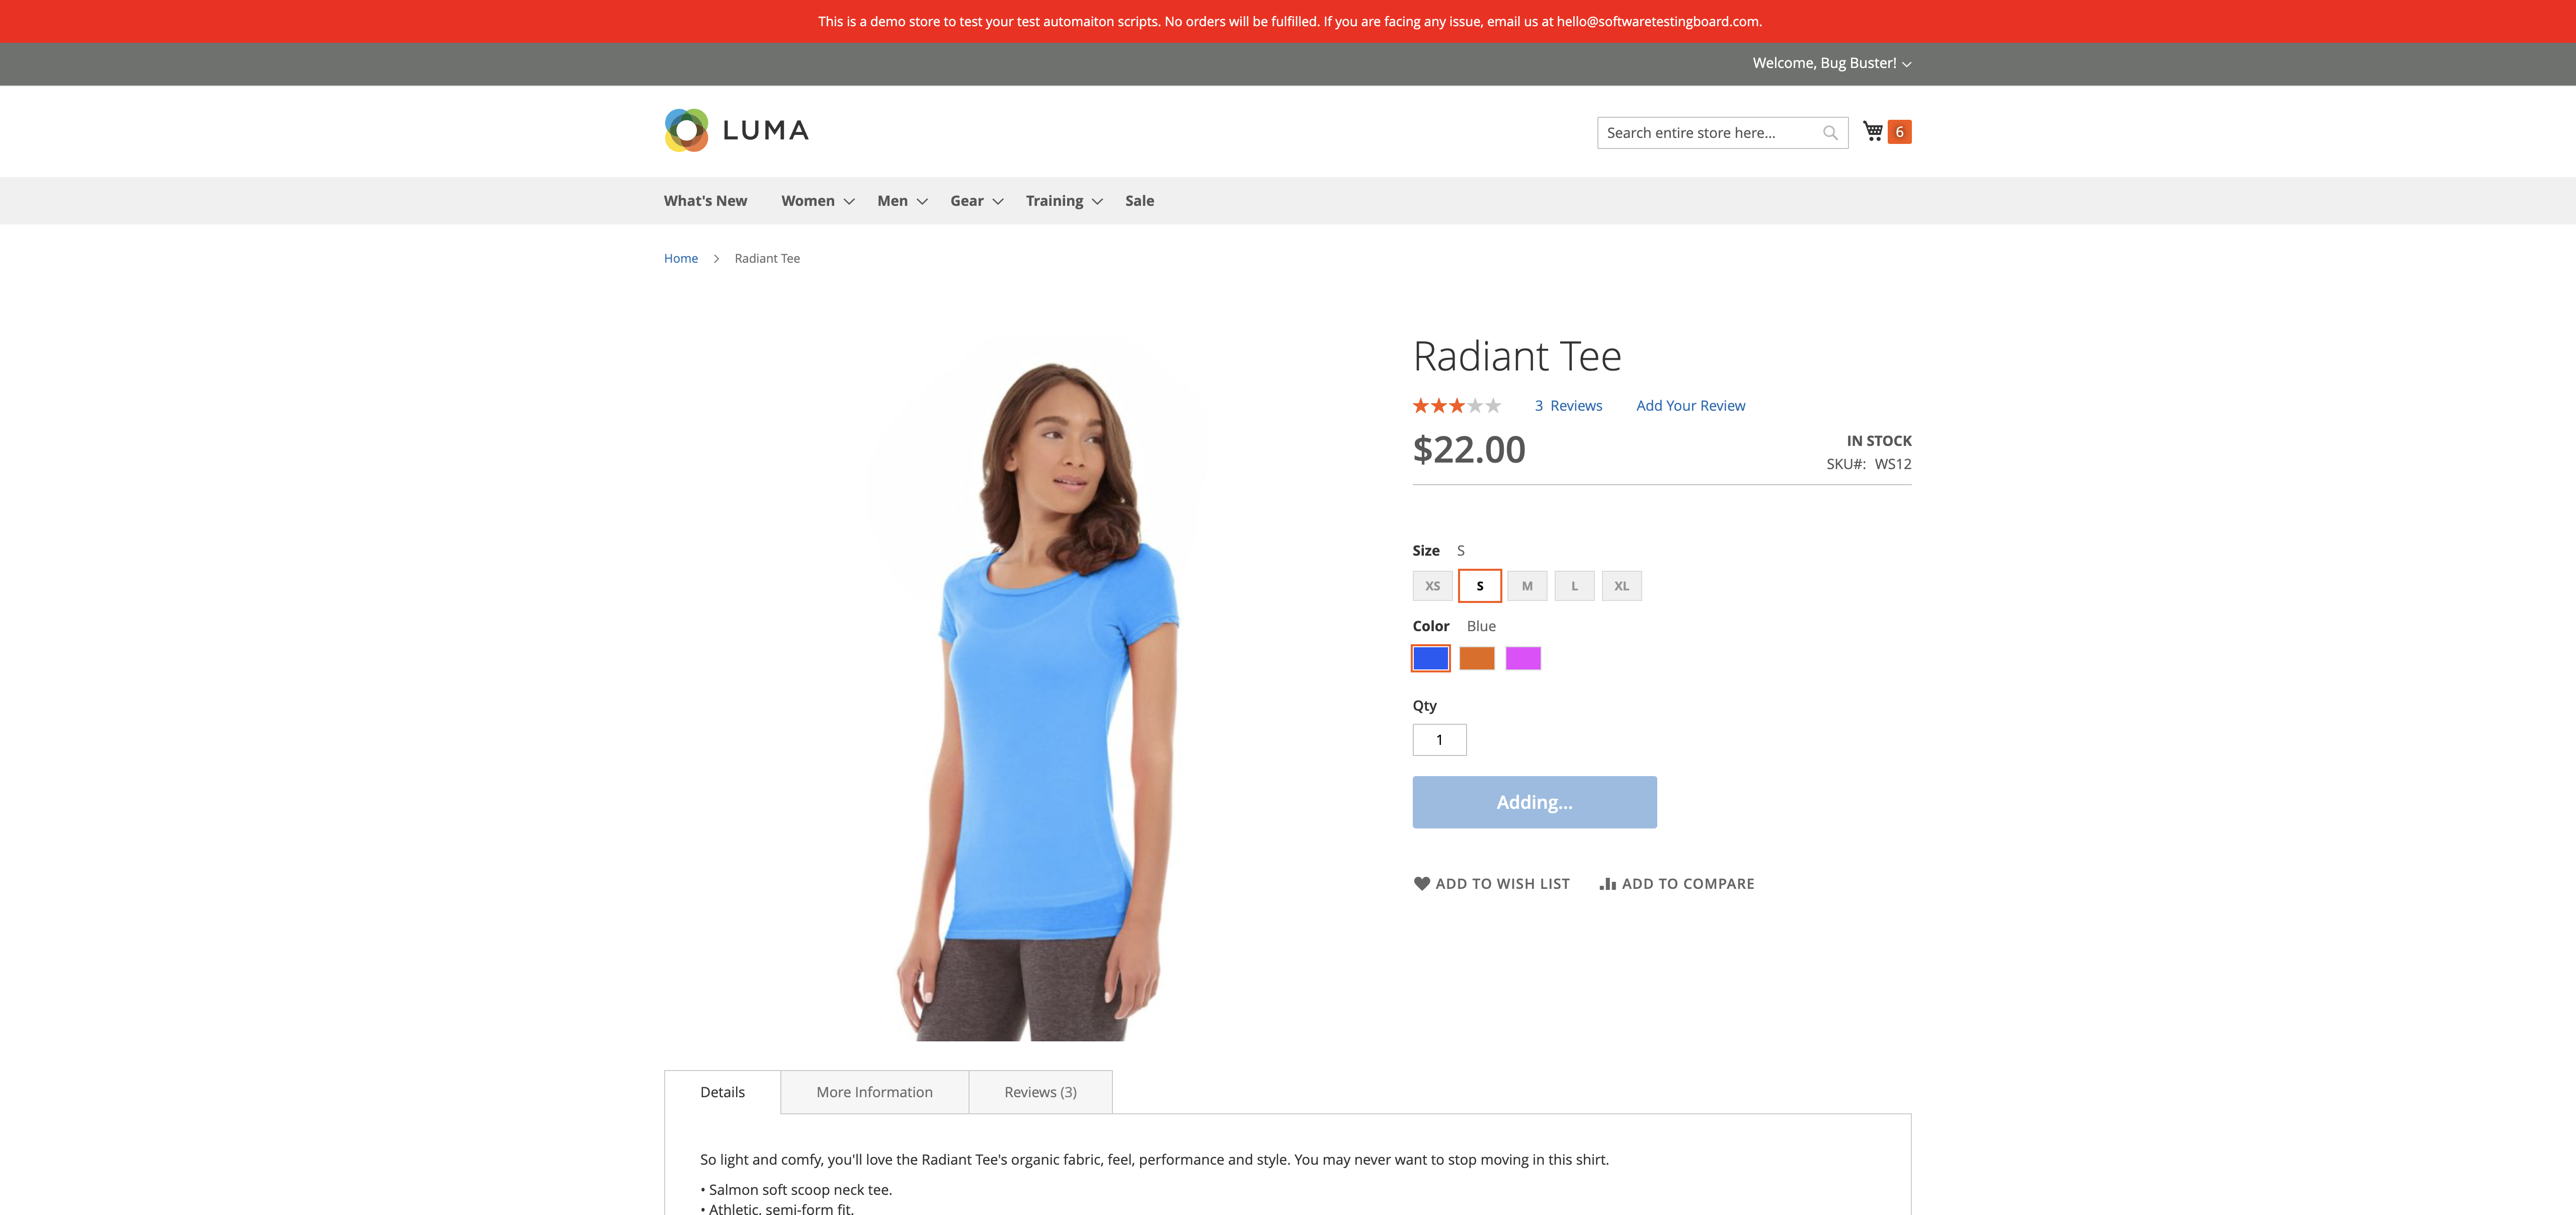 This is a demo store to test your test automaiton scripts. No orders will be fulfilled. If you are facing any issue, email us at hello@softwaretestingboard.com.
Welcome, Bug Buster!
LUMA
Search entire store here...
6
What's New Women Men Gear Training Sale
Home Radiant Tee
Radiant Tee
3 Reviews Add Your Review
$22.00
IN STOCK
SKU#: WS12
Size S
XS S M L XL
Color Blue
Qty
1
Adding...
ADD TO WISH LIST ADD TO COMPARE
Details More Information Reviews (3)
So light and comfy, you'll love the Radiant Tee's organic fabric, feel, performance and style. You may never want to stop moving in this shirt.
• Salmon soft scoop neck tee.
• Athletic, semi-form fit.